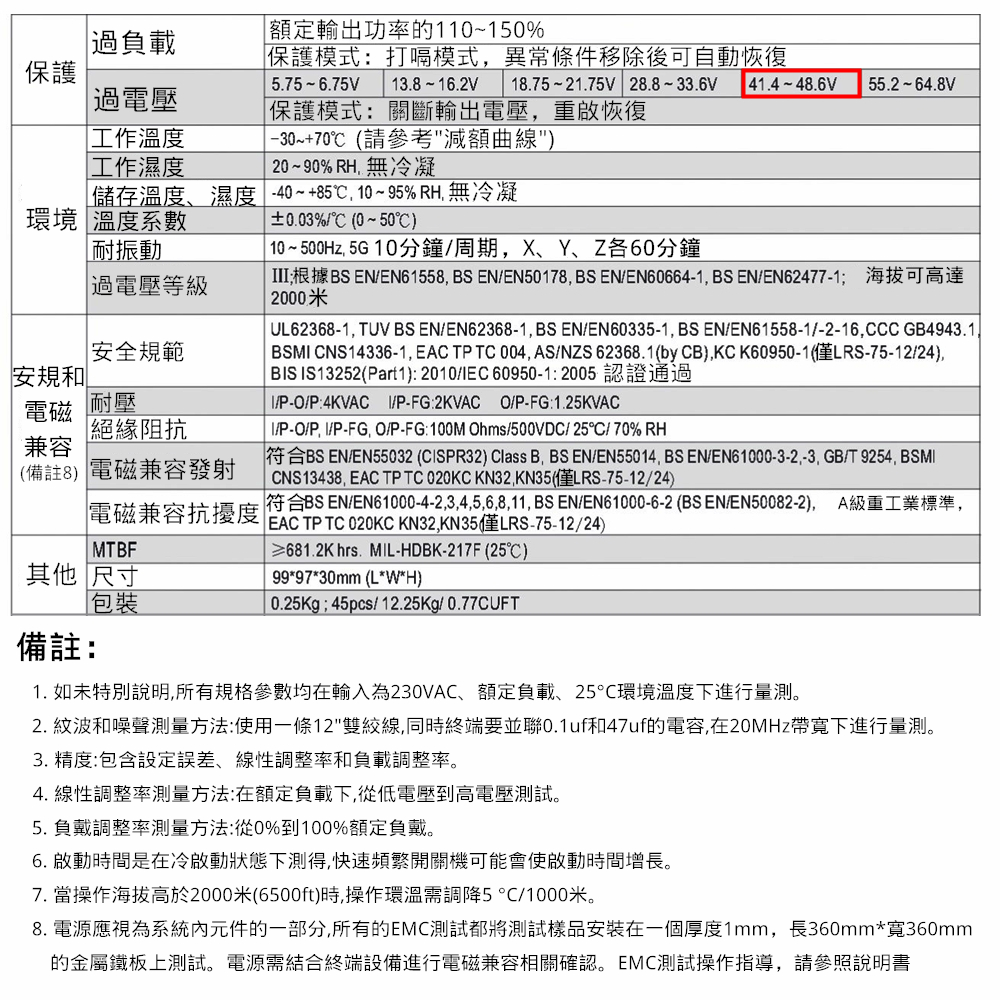 保護
過負載
額定輸出功率的110~150%
保護模式：打嗝模式，異常條件移除後可自動恢復
過電壓
5.75 ~ 6.75V 13.8 ~ 16.2V 18.75 ~ 21.75V 28.8 ~ 33.6V 41.4 ~ 48.6V 55.2 ~ 64.8V
保護模式：關斷輸出電壓，重啟恢復
環境
工作溫度 -30~+70℃ (請參考"減額曲線")
工作濕度 20 ~ 90% RH, 無冷凝
儲存溫度、濕度 -40 ~ +85℃, 10 ~ 95% RH, 無冷凝
溫度系數 ±0.03%/℃ (0 ~ 50℃)
耐振動 10 ~ 500Hz, 5G 10分鐘/周期，X、Y、Z各60分鐘
過電壓等級
III;根據BS EN/EN61558, BS EN/EN50178, BS EN/EN60664-1, BS EN/EN62477-1; 海拔可高達
2000米
安規和
電磁
兼容
(備註8)
安全規範
UL62368-1, TUV BS EN/EN62368-1, BS EN/EN60335-1, BS EN/EN61558-1/-2-16,CCC GB4943.1,
BSMI CNS14336-1, EAC TP TC 004, AS/NZS 62368.1(by CB),KC K60950-1(僅LRS-75-12/24),
BIS IS13252(Part1): 2010/IEC 60950-1: 2005 認證通過
耐壓 I/P-O/P:4KVAC I/P-FG:2KVAC O/P-FG:1.25KVAC
絕緣阻抗 I/P-O/P, I/P-FG, O/P-FG:100M Ohms/500VDC/ 25℃/ 70% RH
電磁兼容發射
符合BS EN/EN55032 (CISPR32) Class B, BS EN/EN55014, BS EN/EN61000-3-2,-3, GB/T 9254, BSMI
CNS13438, EAC TP TC 020KC KN32,KN35(僅LRS-75-12/24)
電磁兼容抗擾度
符合BS EN/EN61000-4-2,3,4,5,6,8,11, BS EN/EN61000-6-2 (BS EN/EN50082-2), A級重工業標準，
EAC TP TC 020KC KN32,KN35(僅LRS-75-12/24)
其他
MTBF ≥681.2K hrs. MIL-HDBK-217F (25℃)
尺寸 99*97*30mm (L*W*H)
包裝 0.25Kg ; 45pcs/ 12.25Kg/ 0.77CUFT
備註：
1. 如未特別說明,所有規格參數均在輸入為230VAC、額定負載、25°C環境溫度下進行量測。
2. 紋波和噪聲測量方法:使用一條12"雙絞線,同時終端要並聯0.1uf和47uf的電容,在20MHz帶寬下進行量測。
3. 精度:包含設定誤差、線性調整率和負載調整率。
4. 線性調整率測量方法:在額定負載下,從低電壓到高電壓測試。
5. 負戴調整率測量方法:從0%到100%額定負戴。
6. 啟動時間是在冷啟動狀態下測得,快速頻繁開關機可能會使啟動時間增長。
7. 當操作海拔高於2000米(6500ft)時,操作環溫需調降5 °C/1000米。
8. 電源應視為系統內元件的一部分,所有的EMC測試都將測試樣品安裝在一個厚度1mm，長360mm*寬360mm
的金屬鐵板上測試。電源需結合終端設備進行電磁兼容相關確認。EMC測試操作指導，請參照說明書